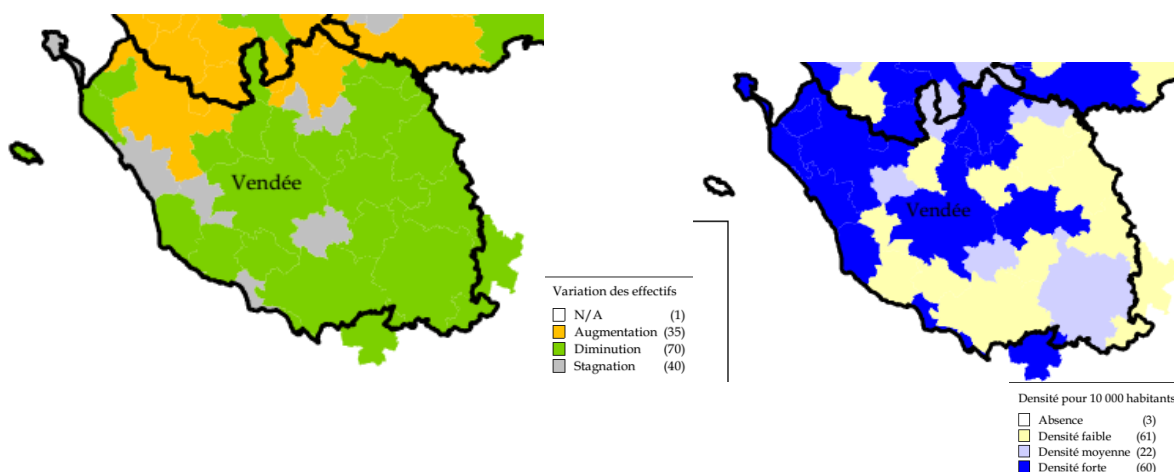 Vendée
Variation des effectifs
N/A (1)
Augmentation (35)
Diminution (70)
Stagnation (40)
Vendée
Densité pour 10 000 habitants
Absence (3)
Densité faible (61)
Densité moyenne (22)
Densité forte (60)